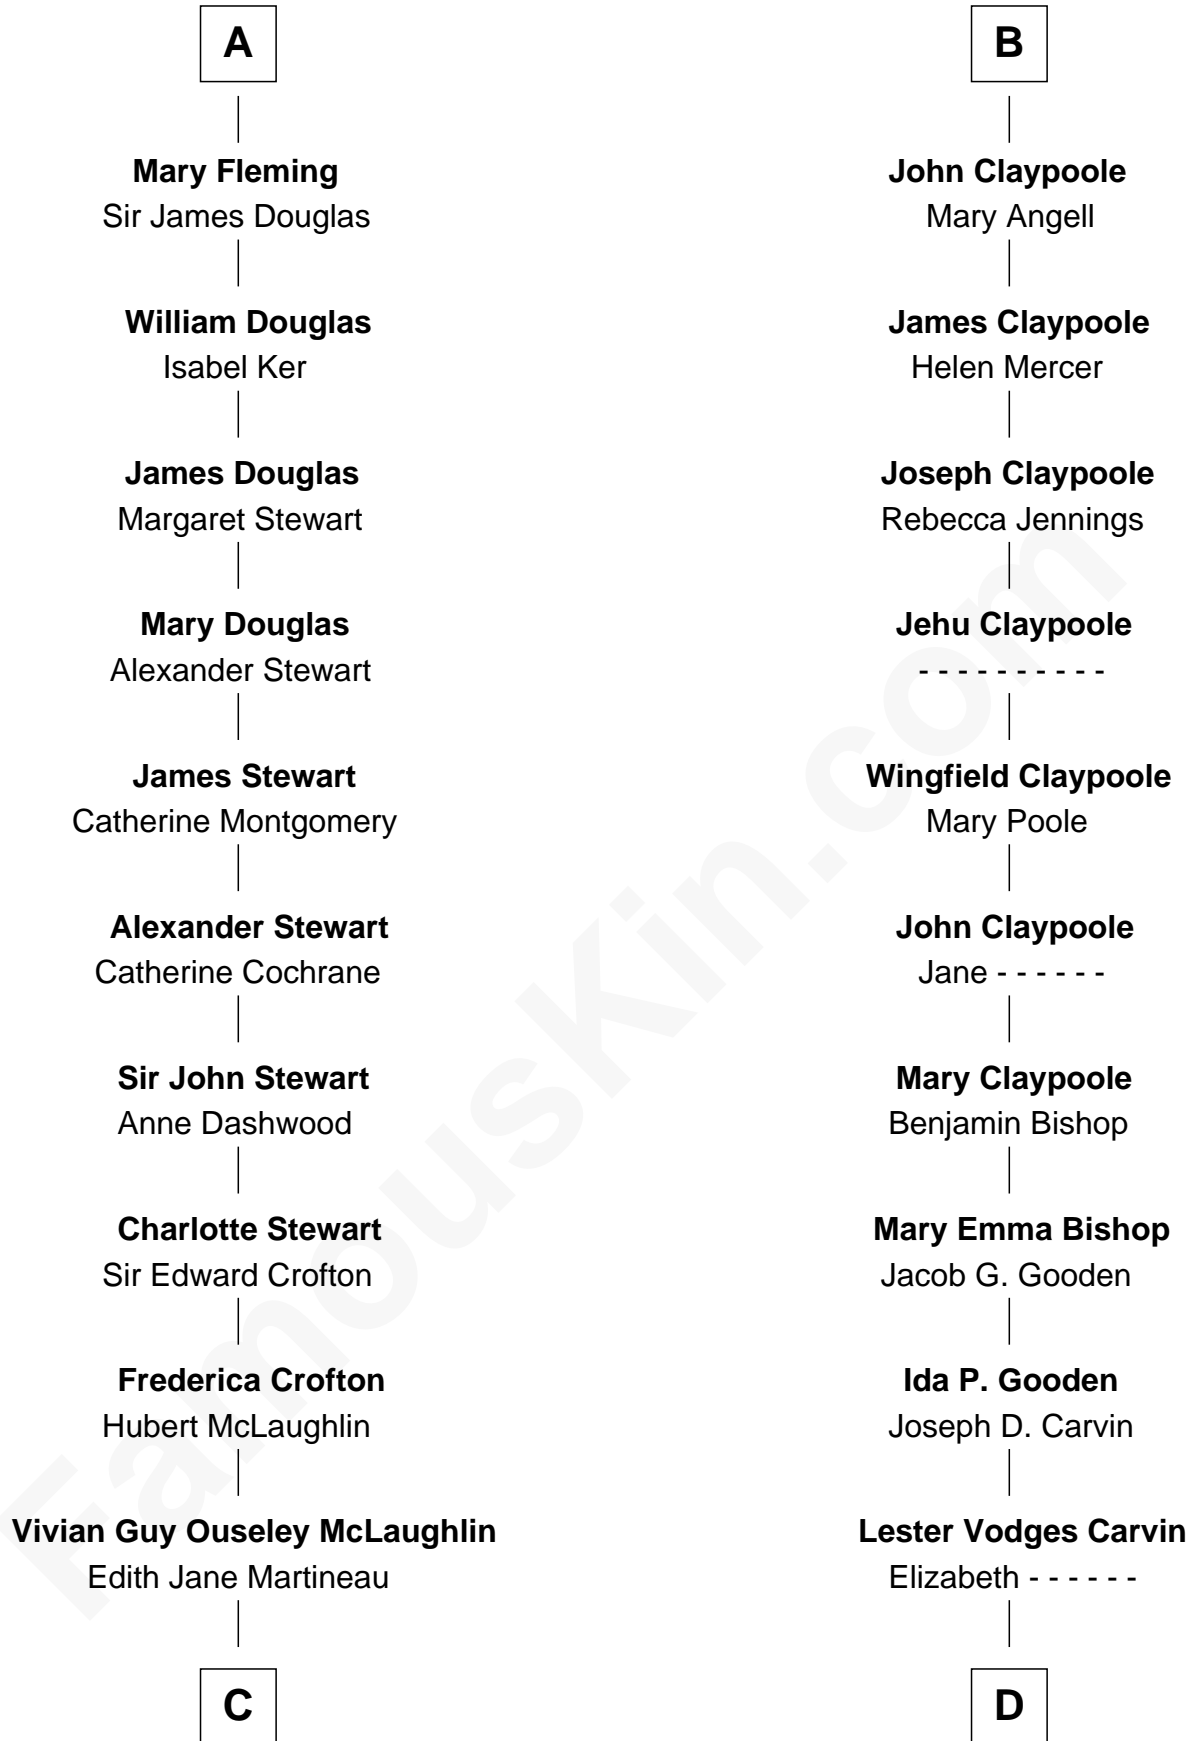 A
Mary Fleming
Sir James Douglas
William Douglas
Isabel Ker
James Douglas
Margaret Stewart
Mary Douglas
Alexander Stewart
James Stewart
Catherine Montgomery
Alexander Stewart
Catherine Cochrane
Sir John Stewart
Anne Dashwood
Charlotte Stewart
Sir Edward Crofton
Frederica Crofton
Hubert McLaughlin
Vivian Guy Ouseley McLaughlin
Edith Jane Martineau
C
B
John Claypoole
Mary Angell
James Claypoole
Helen Mercer
Joseph Claypoole
Rebecca Jennings
Jehu Claypoole
- - - - - - - - - -
Wingfield Claypoole
Mary Poole
John Claypoole
Jane - - - - - -
Mary Claypoole
Benjamin Bishop
Mary Emma Bishop
Jacob G. Gooden
Ida P. Gooden
Joseph D. Carvin
Lester Vodges Carvin
Elizabeth - - - - - -
D
FamousKin.com